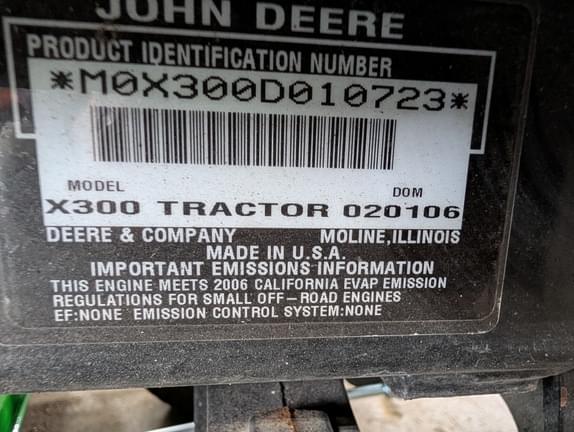 JOHN DEERE
PRODUCT IDENTIFICATION NUMBER
*M0X300D010723*
MODEL DOM
X300 TRACTOR 020106
DEERE & COMPANY MOLINE,ILLINOIS
MADE IN U.S.A.
IMPORTANT EMISSIONS INFORMATION
THIS ENGINE MEETS 2006 CALIFORNIA EVAP EMISSION
REGULATIONS FOR SMALL OFF-ROAD ENGINES
EF:NONE EMISSION CONTROL SYSTEM:NONE